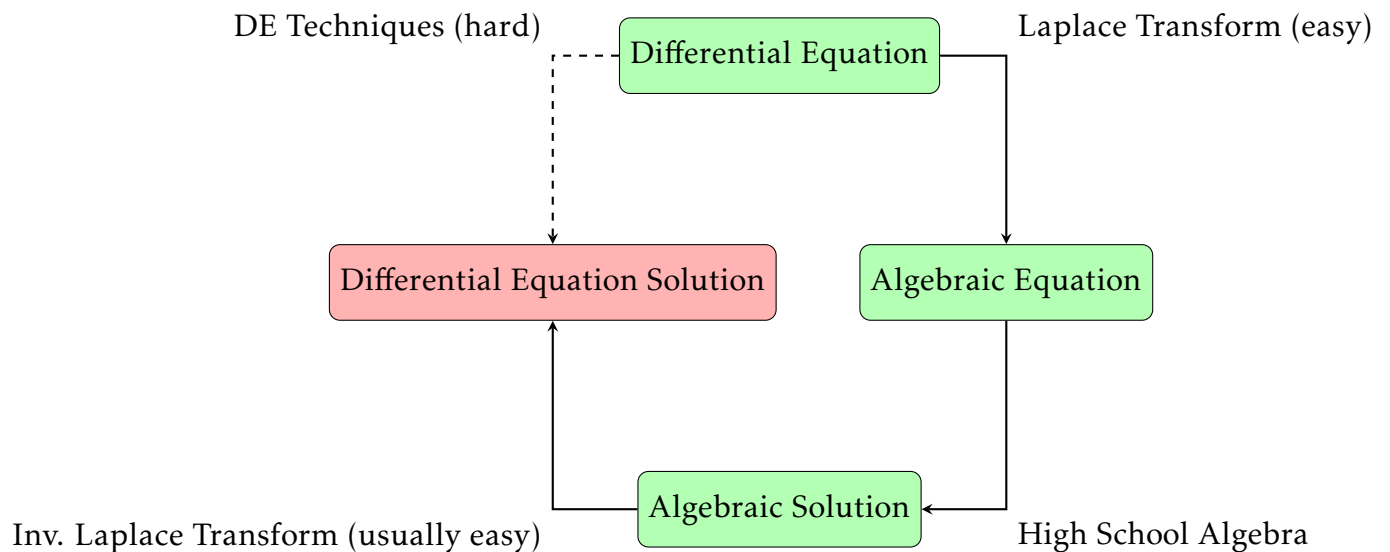 DE Techniques (hard)
Differential Equation
Laplace Transform (easy)
Differential Equation Solution
Algebraic Equation
Algebraic Solution
Inv. Laplace Transform (usually easy)
High School Algebra